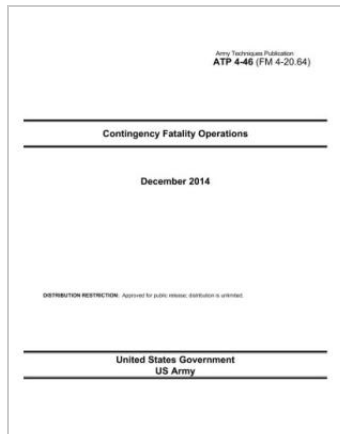 Army Techniques Publication
ATP 4-46 (FM 4-20.64)
Contingency Fatality Operations
December 2014
DISTRIBUTION RESTRICTION: Approved for public release; distribution is unlimited.
United States Government
US Army